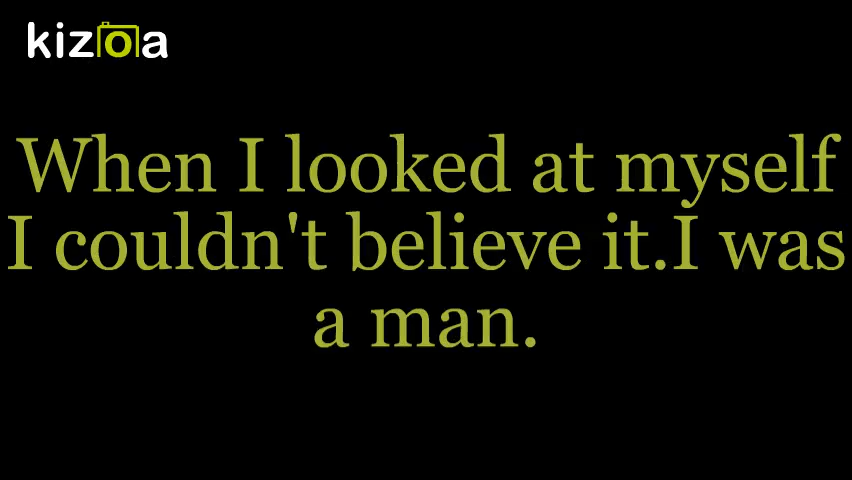 kizoa
When I looked at myself
I couldn't believe it.I was
a man.